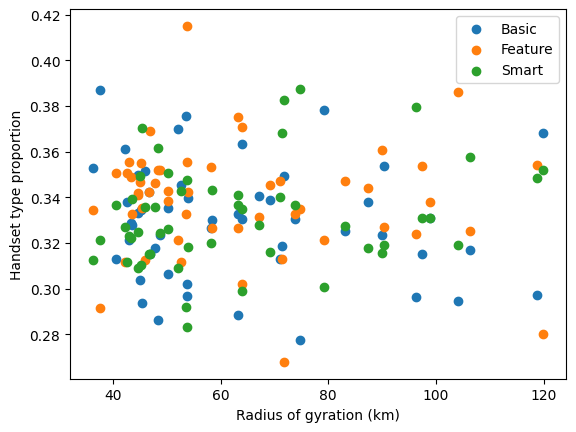 0.42
0.40
0.38
0.36
0.34
0.32
0.30
0.28
Handset type proportion
Basic
Feature
Smart
40
60
80
100
120
Radius of gyration (km)